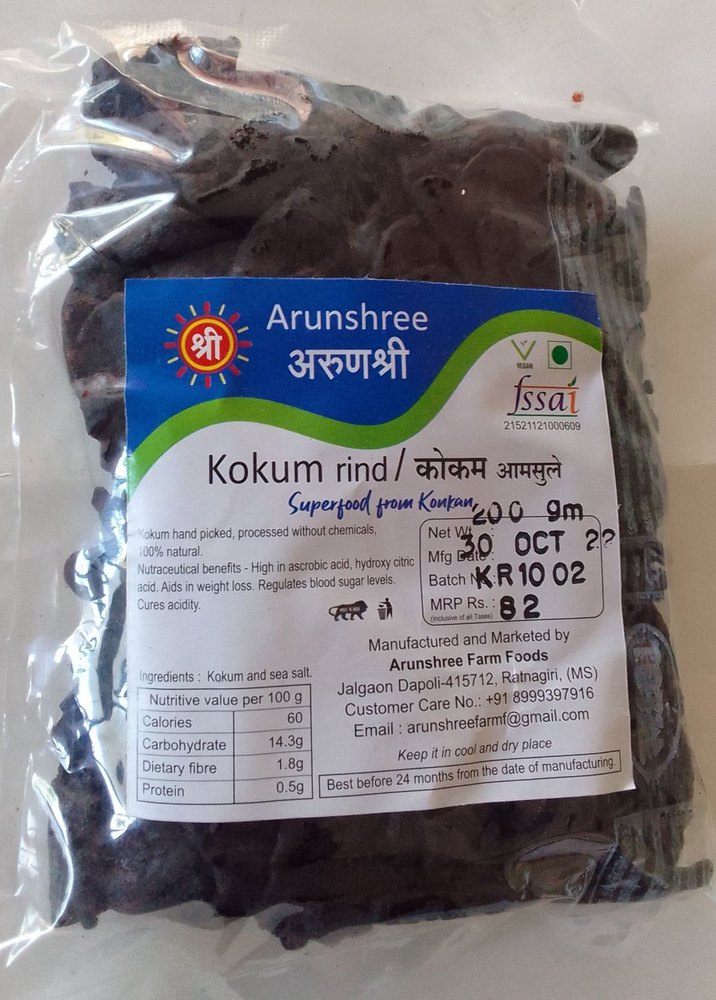 श्री
Arunshree
अरुणश्री
VEGAN
fssai
21521121000609
Kokum rind / कोकम आमसुले
Superfood from Konkan
Kokum hand picked, processed without chemicals,
100% natural.
Nutraceutical benefits - High in ascrobic acid, hydroxy citric
acid. Aids in weight loss. Regulates blood sugar levels.
Cures acidity.
Net Wt. : 200 gm
Mfg Date : 30 OCT 22
Batch No. KR1002
MRP Rs. : 82
(Inclusive of all Taxes)
Manufactured and Marketed by
Arunshree Farm Foods
Jalgaon Dapoli-415712, Ratnagiri, (MS)
Customer Care No.: +91 8999397916
Email : arunshreefarmf@gmail.com
Keep it in cool and dry place
Best before 24 months from the date of manufacturing.
Ingredients : Kokum and sea salt.
Nutritive value per 100 g
Calories 60
Carbohydrate 14.3g
Dietary fibre 1.8g
Protein 0.5g